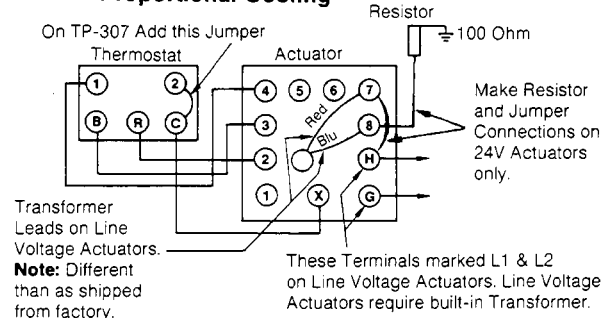 Proportional Cooling
Resistor
On TP-307 Add this Jumper
100 Ohm
Thermostat
Actuator
1
2
B
R
C
4
5
6
7
3
8
2
H
1
X
G
Red
Blu
Make Resistor
and Jumper
Connections on
24V Actuators
only.
Transformer
Leads on Line
Voltage Actuators.
Note: Different
than as shipped
from factory.
These Terminals marked L1 & L2
on Line Voltage Actuators. Line Voltage
Actuators require built-in Transformer.